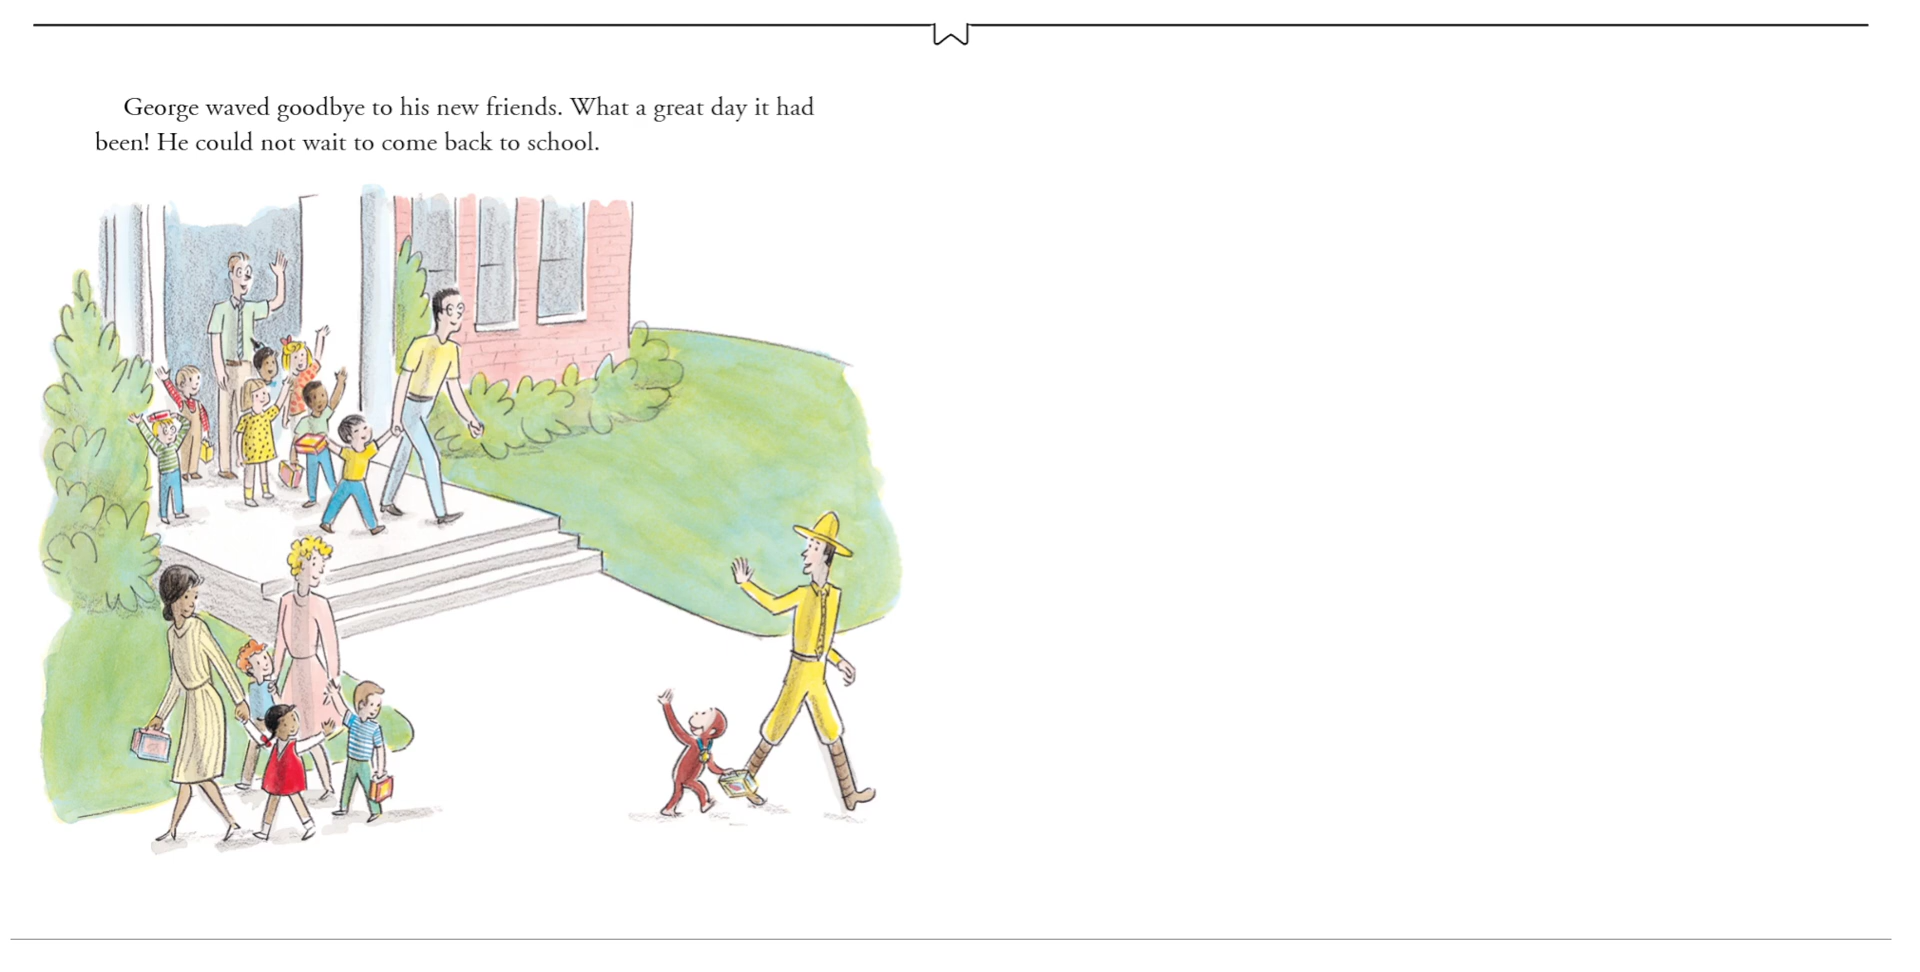 George waved goodbye to his new friends. What a great day it had
been! He could not wait to come back to school.